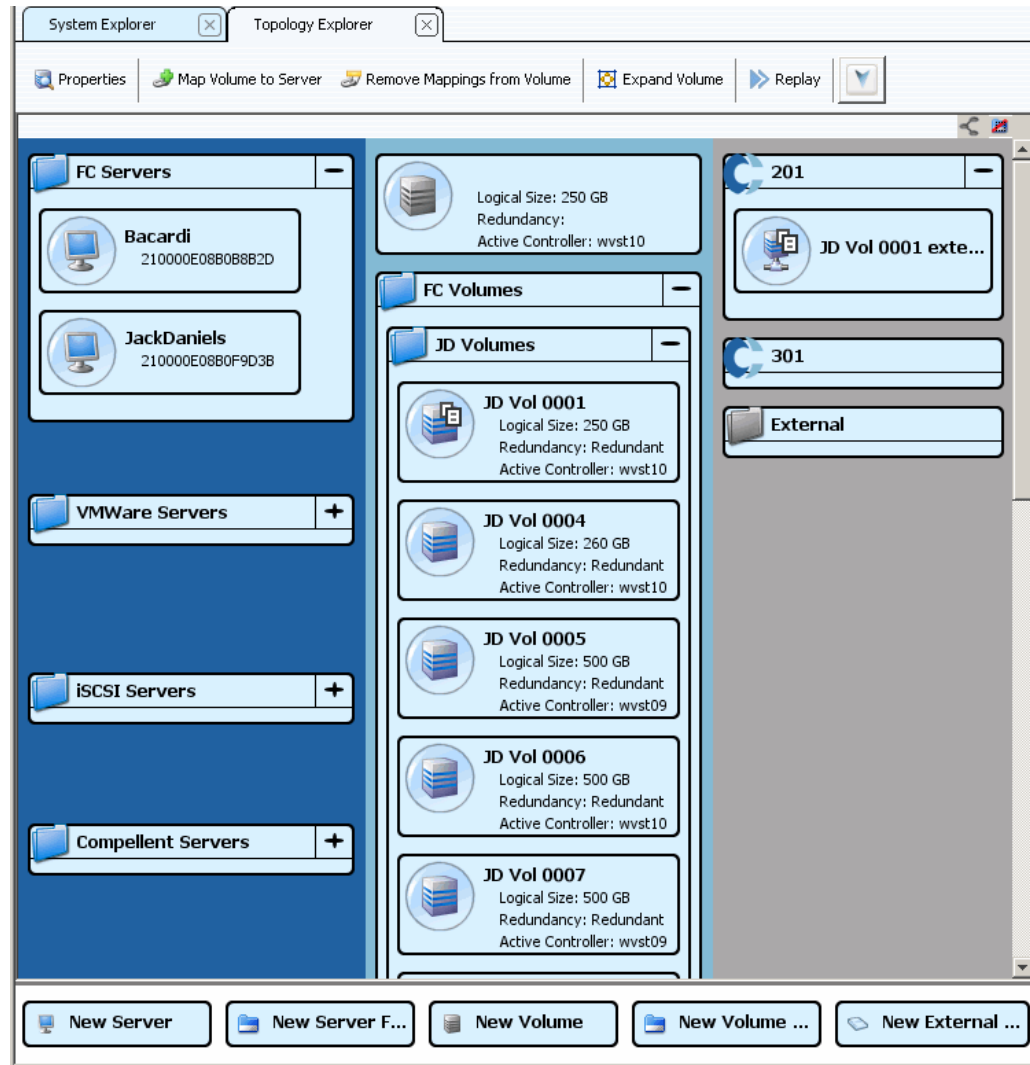 System Explorer
Topology Explorer
Properties
Map Volume to Server
Remove Mappings from Volume
Expand Volume
Replay
FC Servers
Bacardi
210000E08B0B8B2D
JackDaniels
210000E08B0F9D3B
VMWare Servers
iSCSI Servers
Compellent Servers
Logical Size: 250 GB
Redundancy:
Active Controller: wvst10
FC Volumes
JD Volumes
JD Vol 0001
Logical Size: 250 GB
Redundancy: Redundant
Active Controller: wvst10
JD Vol 0004
Logical Size: 260 GB
Redundancy: Redundant
Active Controller: wvst10
JD Vol 0005
Logical Size: 500 GB
Redundancy: Redundant
Active Controller: wvst09
JD Vol 0006
Logical Size: 500 GB
Redundancy: Redundant
Active Controller: wvst10
JD Vol 0007
Logical Size: 500 GB
Redundancy: Redundant
Active Controller: wvst09
201
JD Vol 0001 exte...
301
External
New Server
New Server F...
New Volume
New Volume ...
New External ...